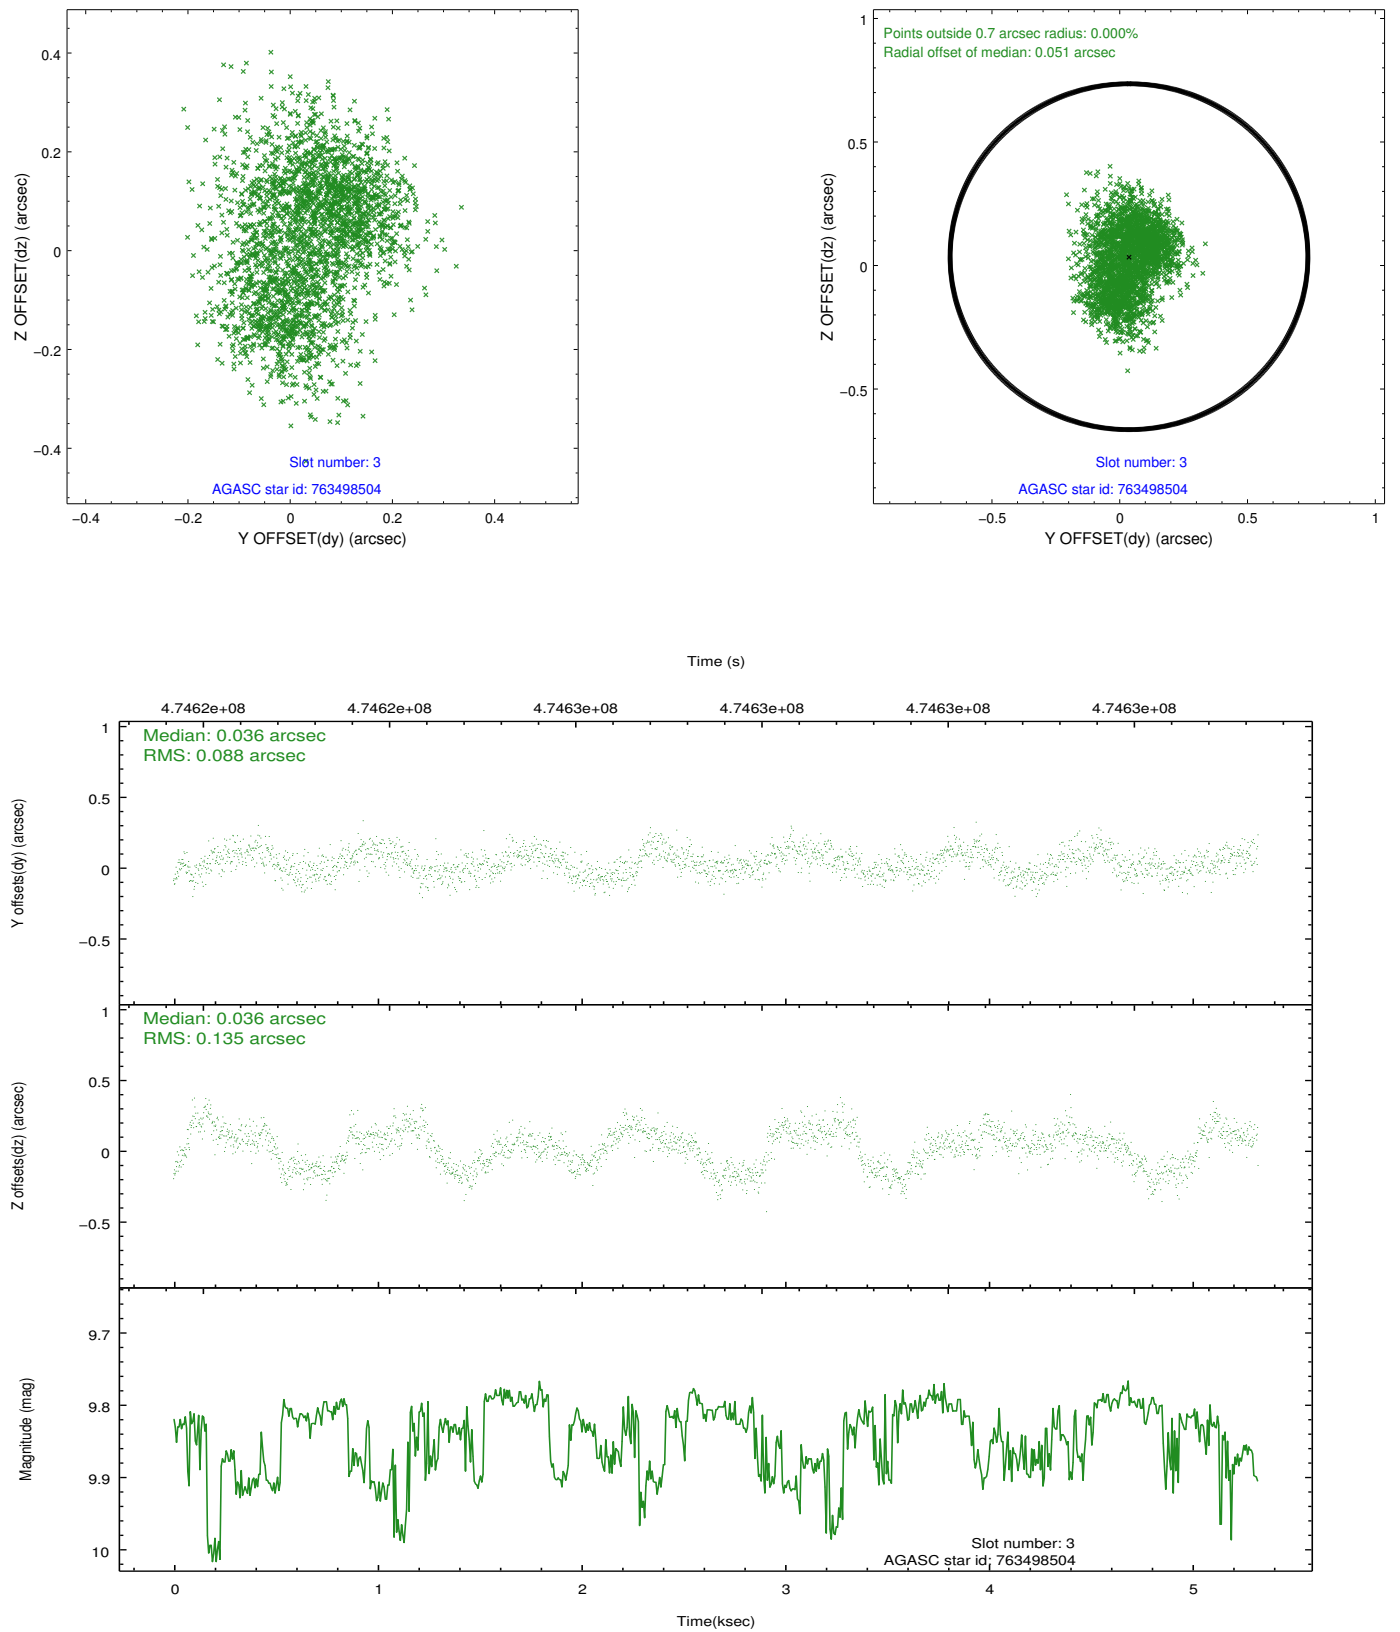 0.4
0.2
0
−0.2
−0.4
Z OFFSET(dz) (arcsec)
Slot number: 3
AGASC star id: 763498504
−0.4
−0.2
0
0.2
0.4
Y OFFSET(dy) (arcsec)
Points outside 0.7 arcsec radius: 0.000%
Radial offset of median: 0.051 arcsec
1
0.5
0
−0.5
Z OFFSET(dz) (arcsec)
Slot number: 3
AGASC star id: 763498504
−0.5
0
0.5
1
Y OFFSET(dy) (arcsec)
Time (s)
4.7462e+08
4.7462e+08
4.7463e+08
4.7463e+08
4.7463e+08
4.7463e+08
Median: 0.036 arcsec
RMS: 0.088 arcsec
1
0.5
0
−0.5
Y offsets(dy) (arcsec)
Median: 0.036 arcsec
RMS: 0.135 arcsec
1
0.5
0
−0.5
Z offsets(dz) (arcsec)
9.7
9.8
9.9
10
Magnitude (mag)
Slot number: 3
AGASC star id: 763498504
0
1
2
3
4
5
Time(ksec)